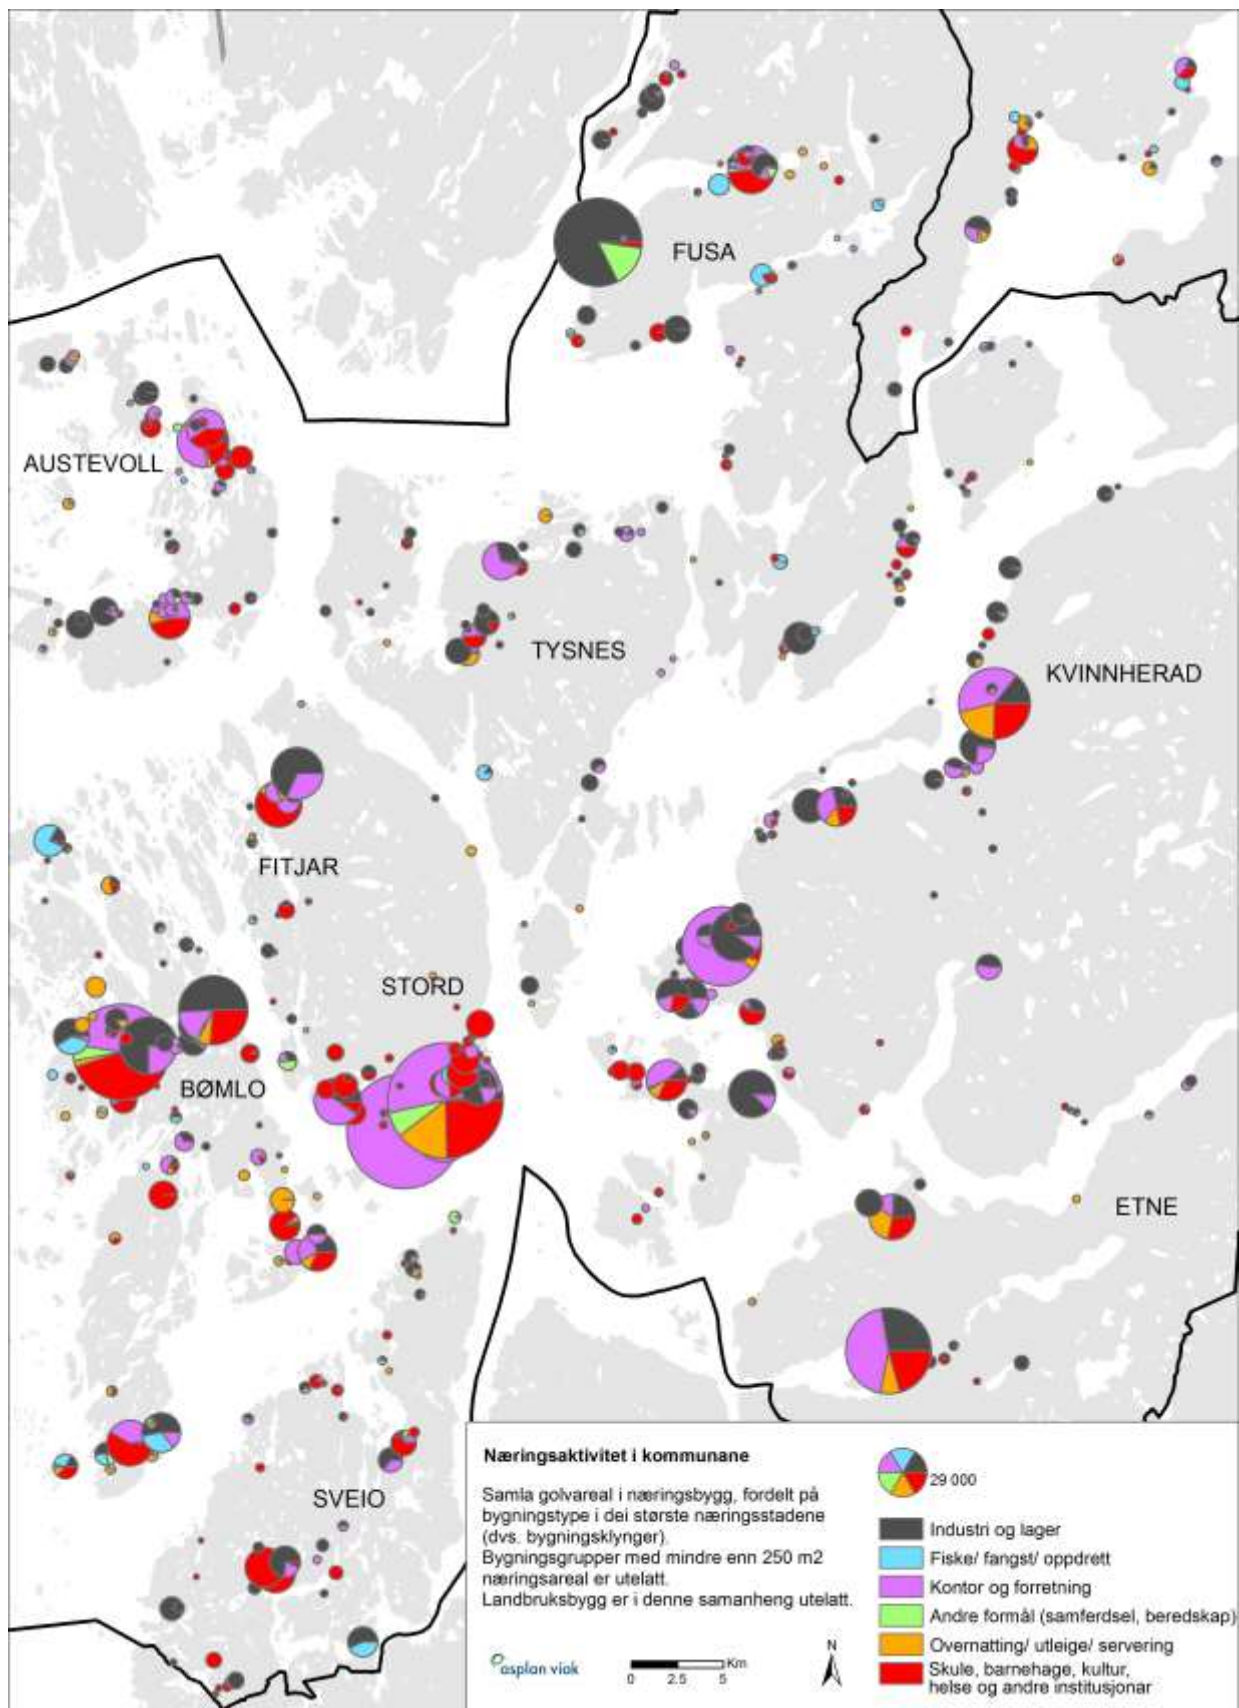 FUSA
AUSTEVOLL
TYSNES
KVINNHERAD
FITJAR
STORD
BØMLO
ETNE
SVEIO
Næringsaktivitet i kommunane
Samla golvareal i næringsbygg, fordelt på
bygningstype i dei største næringsstadene
(dvs. bygningsklynger).
Bygningsgrupper med mindre enn 250 m2
næringsareal er utelatt.
Landbruksbygg er i denne samanheng utelatt.
asplan viak
0 2.5 5 Km
N
29 000
Industri og lager
Fiske/ fangst/ oppdrett
Kontor og forretning
Andre formål (samferdsel, beredskap)
Overnatting/ utleige/ servering
Skule, barnehage, kultur,
helse og andre institusjonar